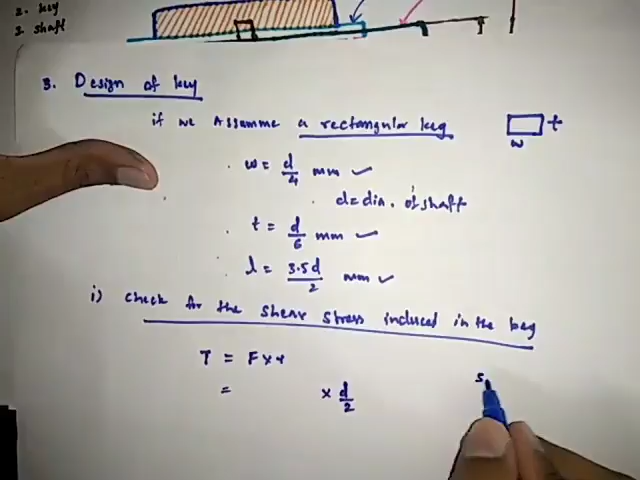 2. key
3. shaft
3. Design of key
if we Assumme a rectangular key
t
w
w = d/4 mm ✓
d = dia. of shaft
t = d/6 mm ✓
l = 3.5d/2 mm ✓
i) check for the shear stress induced in the key
T = F × r
= × d/2
s